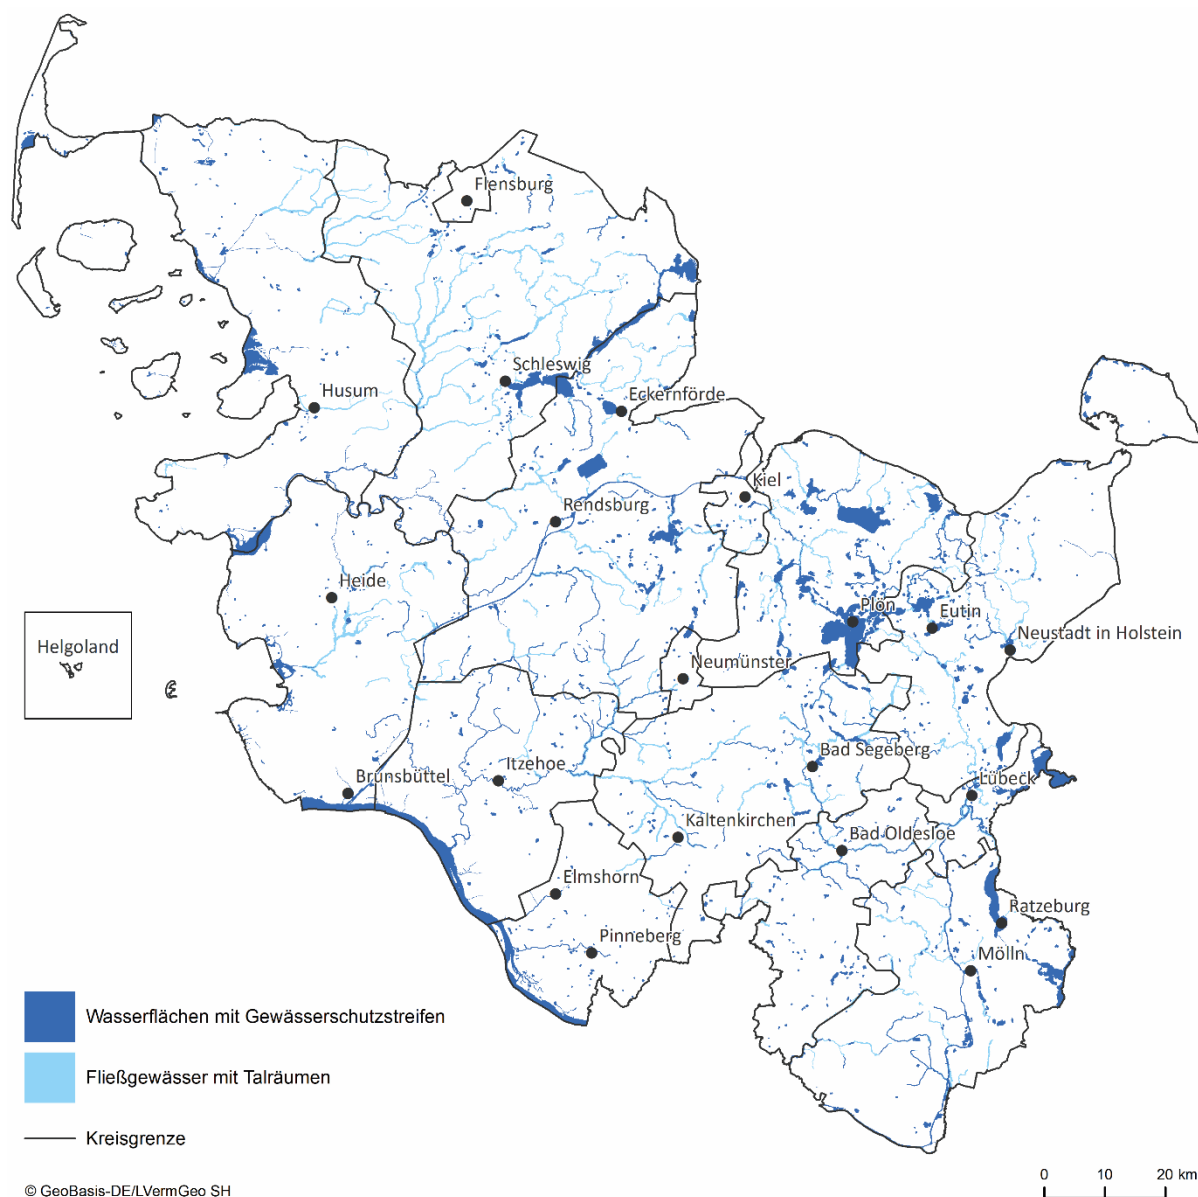 Flensburg
Schleswig
Husum
Eckernförde
Kiel
Rendsburg
Heide
Plön
Eutin
Helgoland
Neustadt in Holstein
Neumünster
Bad Segeberg
Itzehoe
Brunsbüttel
Lübeck
Kaltenkirchen
Bad Oldesloe
Elmshorn
Ratzeburg
Pinneberg
Mölln
Wasserflächen mit Gewässerschutzstreifen
Fließgewässer mit Talräumen
Kreisgrenze
0 10 20 km
© GeoBasis-DE/LVermGeo SH